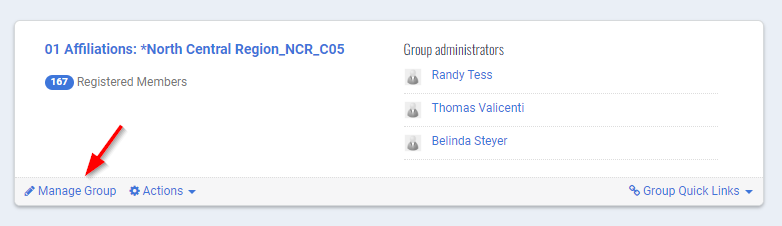 01 Affiliations: *North Central Region_NCR_C05
167 Registered Members
Group administrators
Randy Tess
Thomas Valicenti
Belinda Steyer
Manage Group Actions Group Quick Links